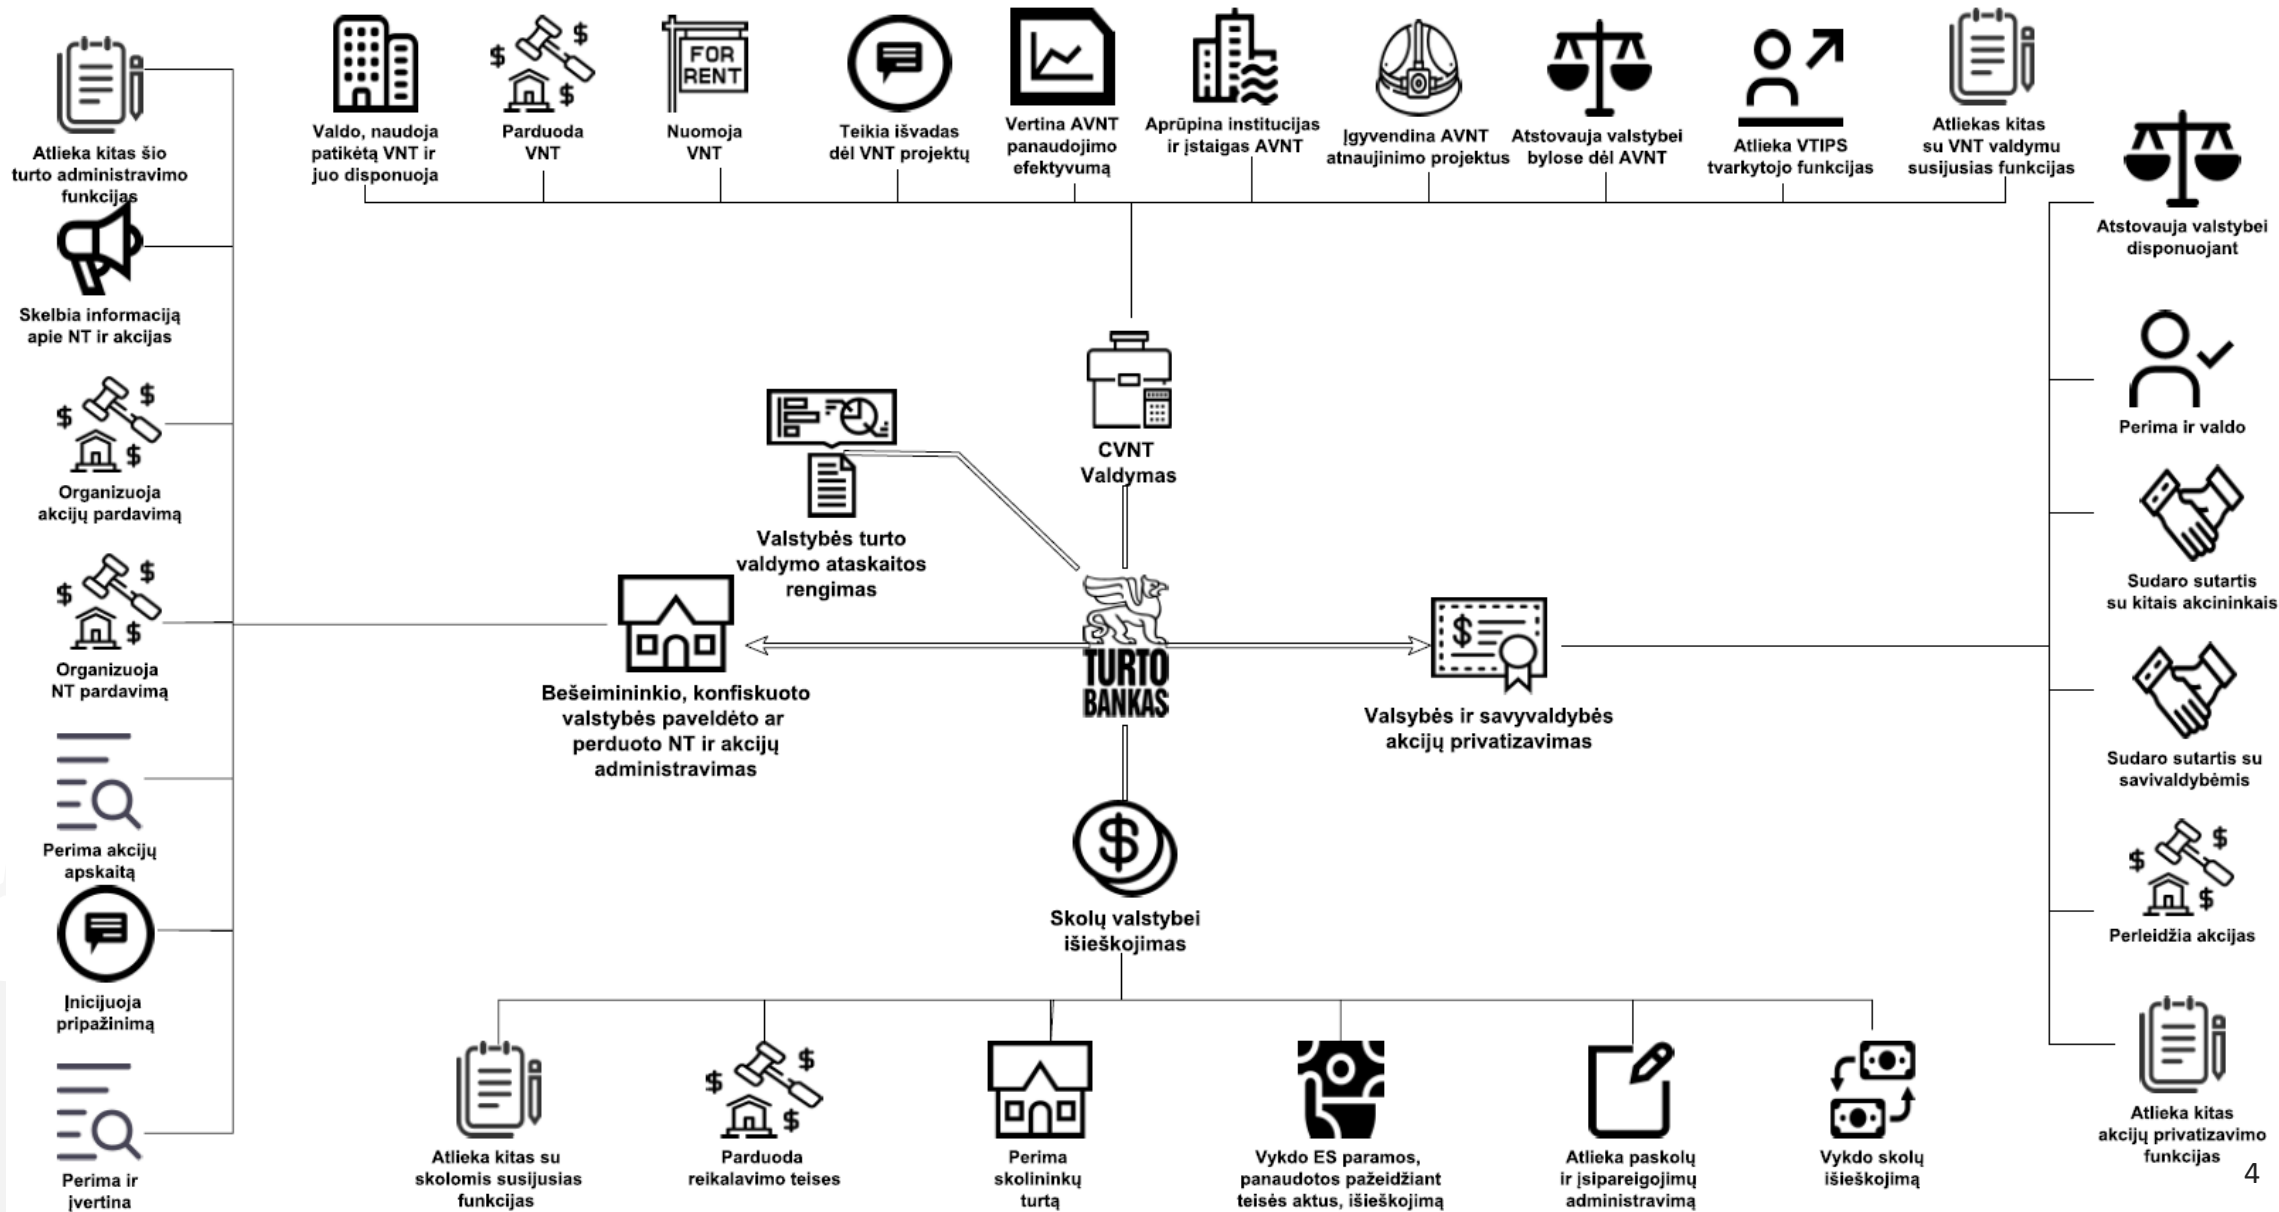 Valdo, naudoja
patikėtą VNT ir
juo disponuoja
Parduoda
VNT
FOR
RENT
Nuomoja
VNT
Teikia išvadas
dėl VNT projektų
Vertina AVNT
panaudojimo
efektyvumą
Aprūpina institucijas
ir įstaigas AVNT
Įgyvendina AVNT
atnaujinimo projektus
Atstovauja valstybei
bylose dėl AVNT
Atlieka VTIPS
tvarkytojo funkcijas
Atliekas kitas
su VNT valdymu
susijusias funkcijas
Atlieka kitas šio
turto administravimo
funkcijas
Skelbia informaciją
apie NT ir akcijas
Organizuoja
akcijų pardavimą
Organizuoja
NT pardavimą
Perima akcijų
apskaitą
Įnicijuoja
pripažinimą
Perima ir
įvertina
CVNT
Valdymas
Valstybės turto
valdymo ataskaitos
rengimas
Bešeimininkio, konfiskuoto
valstybės paveldėto ar
perduoto NT ir akcijų
administravimas
TURTO
BANKAS
Valsybės ir savyvaldybės
akcijų privatizavimas
Skolų valstybei
išieškojimas
Atstovauja valstybei
disponuojant
Perima ir valdo
Sudaro sutartis
su kitais akcininkais
Sudaro sutartis su
savivaldybėmis
Perleidžia akcijas
Atlieka kitas
akcijų privatizavimo
funkcijas
Atlieka kitas su
skolomis susijusias
funkcijas
Parduoda
reikalavimo teises
Perima
skolininkų
turtą
Vykdo ES paramos,
panaudotos pažeidžiant
teisės aktus, išieškojimą
Atlieka paskolų
ir įsipareigojimų
administravimą
Vykdo skolų
išieškojimą
4